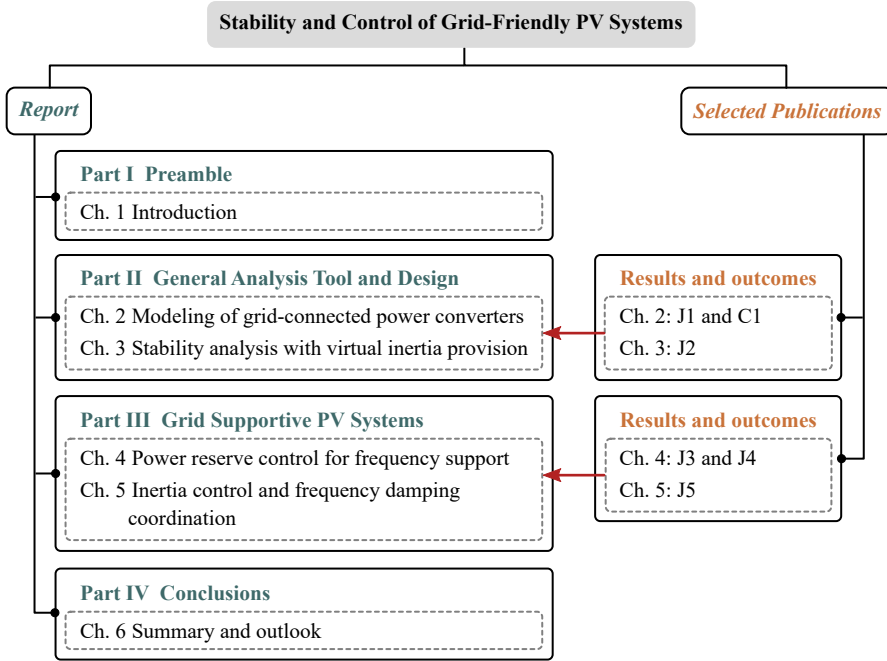 Stability and Control of Grid-Friendly PV Systems
Report
Selected Publications
Part I  Preamble
Ch. 1 Introduction
Part II  General Analysis Tool and Design
Ch. 2 Modeling of grid-connected power converters
Ch. 3 Stability analysis with virtual inertia provision
Results and outcomes
Ch. 2: J1 and C1
Ch. 3: J2
Part III  Grid Supportive PV Systems
Ch. 4 Power reserve control for frequency support
Ch. 5 Inertia control and frequency damping
coordination
Results and outcomes
Ch. 4: J3 and J4
Ch. 5: J5
Part IV  Conclusions
Ch. 6 Summary and outlook